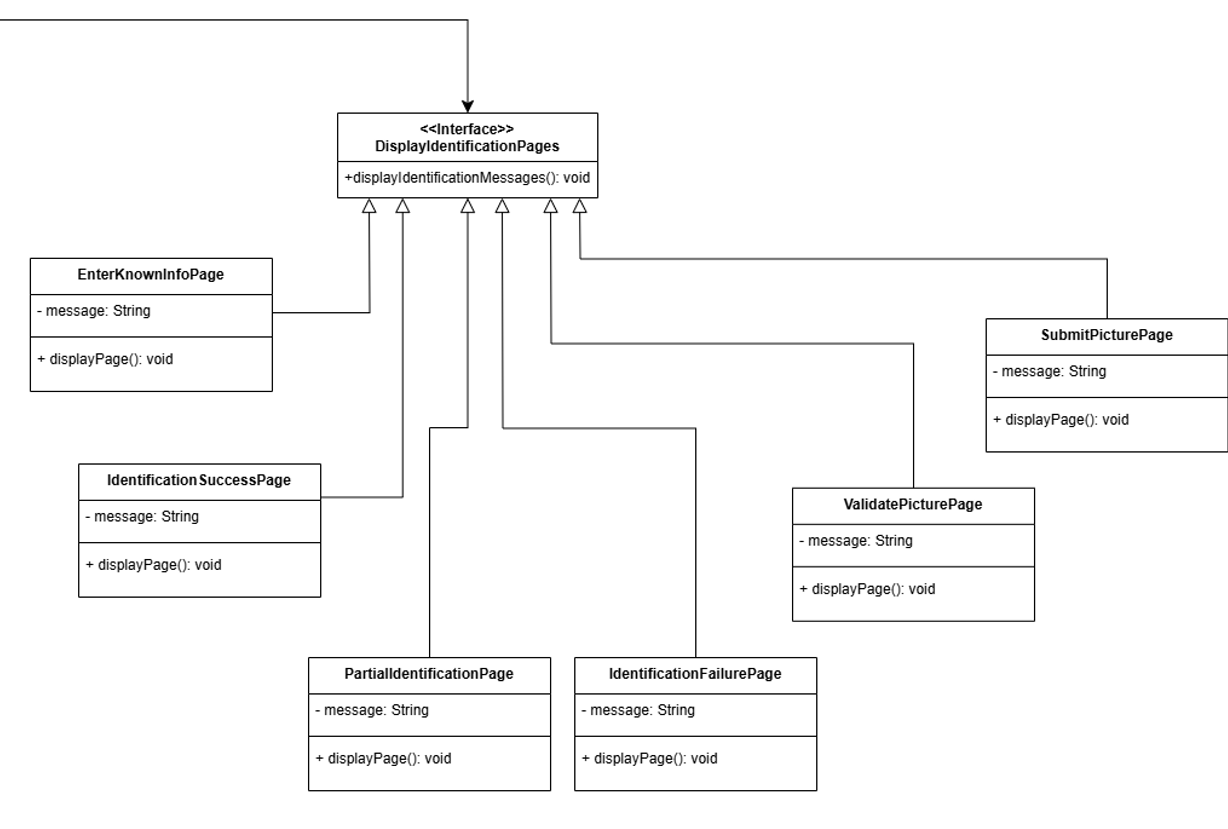 <<Interface>>
DisplayIdentificationPages
+displayIdentificationMessages(): void
EnterKnownInfoPage
- message: String
+ displayPage(): void
SubmitPicturePage
- message: String
+ displayPage(): void
IdentificationSuccessPage
- message: String
+ displayPage(): void
ValidatePicturePage
- message: String
+ displayPage(): void
PartialIdentificationPage
- message: String
+ displayPage(): void
IdentificationFailurePage
- message: String
+ displayPage(): void